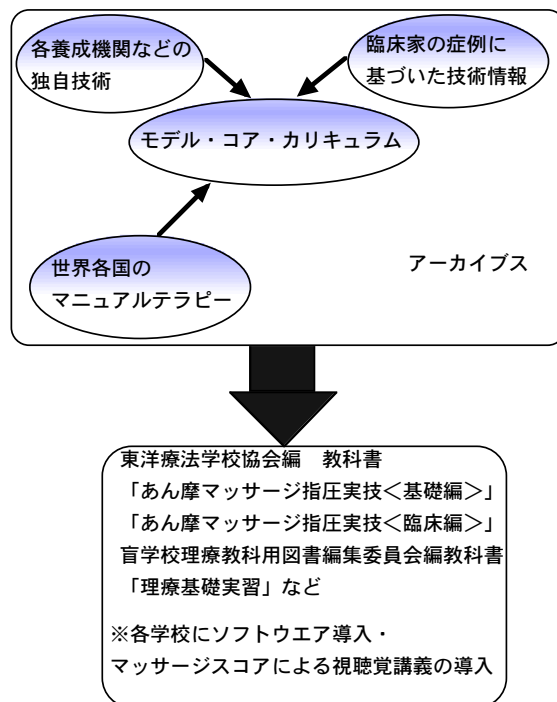 各養成機関などの
独自技術
臨床家の症例に
基づいた技術情報
モデル・コア・カリキュラム
世界各国の
マニュアルテラピー
アーカイブス
東洋療法学校協会編　教科書
「あん摩マッサージ指圧実技＜基礎編＞」
「あん摩マッサージ指圧実技＜臨床編＞」
盲学校理療教科用図書編集委員会編教科書
「理療基礎実習」など
※各学校にソフトウエア導入・
マッサージスコアによる視聴覚講義の導入